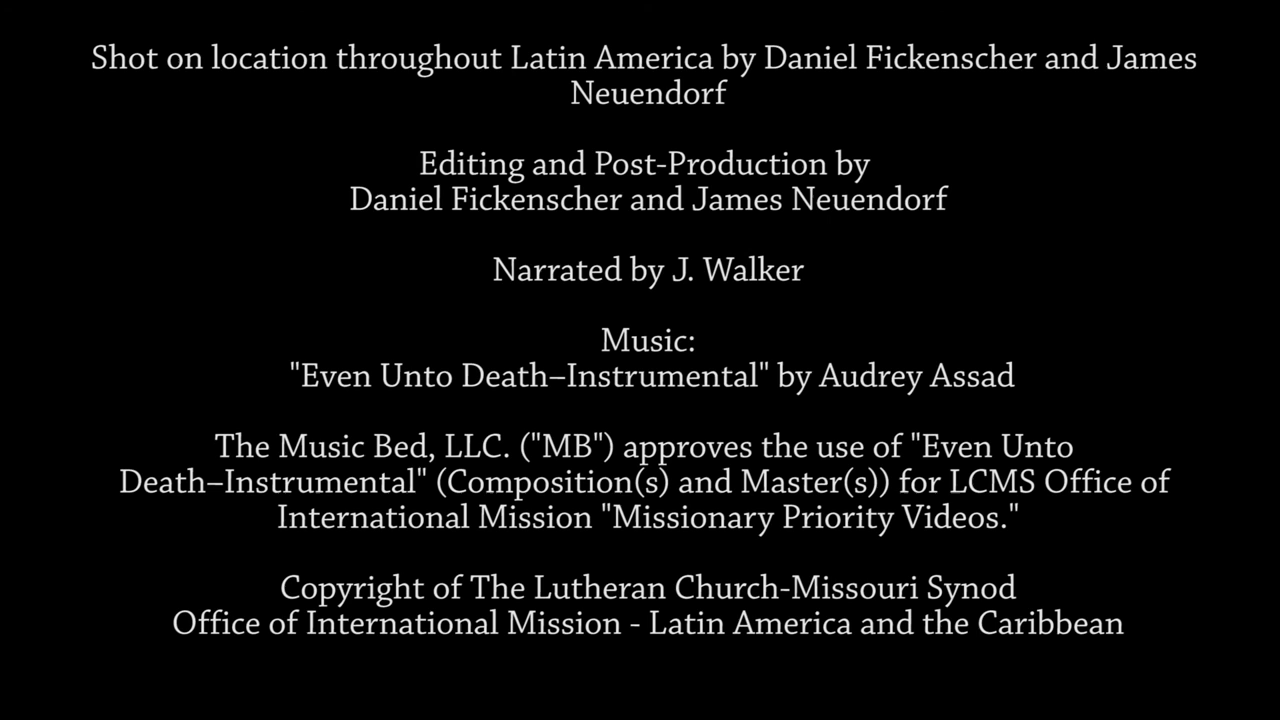 Shot on location throughout Latin America by Daniel Fickenscher and James
Neuendorf
Editing and Post-Production by
Daniel Fickenscher and James Neuendorf
Narrated by J. Walker
Music:
"Even Unto Death–Instrumental" by Audrey Assad
The Music Bed, LLC. ("MB") approves the use of "Even Unto
Death–Instrumental" (Composition(s) and Master(s)) for LCMS Office of
International Mission "Missionary Priority Videos."
Copyright of The Lutheran Church-Missouri Synod
Office of International Mission - Latin America and the Caribbean